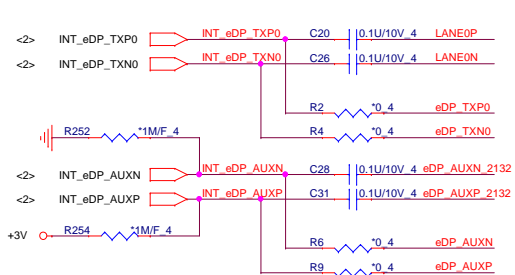 <2> INT_eDP_TXP0 INT_eDP_TXP0 C20 0.1U/10V_4 LANE0P
<2> INT_eDP_TXN0 INT_eDP_TXN0 C26 0.1U/10V_4 LANE0N
R2 *0_4 eDP_TXP0
R4 *0_4 eDP_TXN0
R252 *1M/F_4
<2> INT_eDP_AUXN INT_eDP_AUXN C28 0.1U/10V_4 eDP_AUXN_2132
<2> INT_eDP_AUXP INT_eDP_AUXP C31 0.1U/10V_4 eDP_AUXP_2132
+3V R254 *1M/F_4
R6 *0_4 eDP_AUXN
R9 *0_4 eDP_AUXP